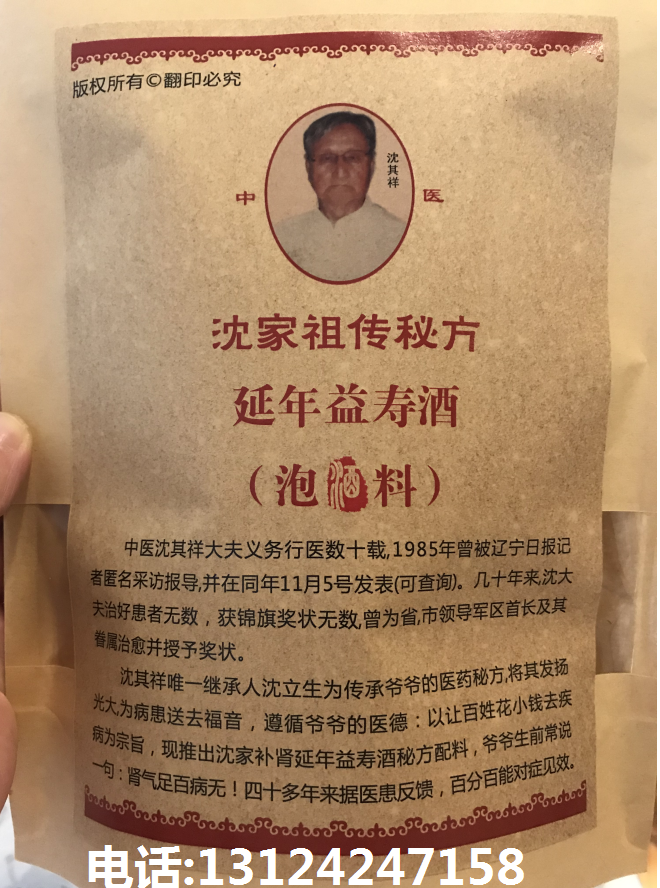 版权所有©翻印必究
沈其祥
中 医
沈家祖传秘方
延年益寿酒
(泡酒料)
中医沈其祥大夫义务行医数十载,1985年曾被辽宁日报记
者匿名采访报导,并在同年11月5号发表(可查询)。几十年来,沈大
夫治好患者无数，获锦旗奖状无数,曾为省,市领导军区首长及其
眷属治愈并授予奖状。
沈其祥唯一继承人沈立生为传承爷爷的医药秘方,将其发扬
光大,为病患送去福音，遵循爷爷的医德：以让百姓花小钱去疾
病为宗旨，现推出沈家补肾延年益寿酒秘方配料，爷爷生前常说
一句：肾气足百病无！四十多年来据医患反馈，百分百能对症见效。
电话:13124247158